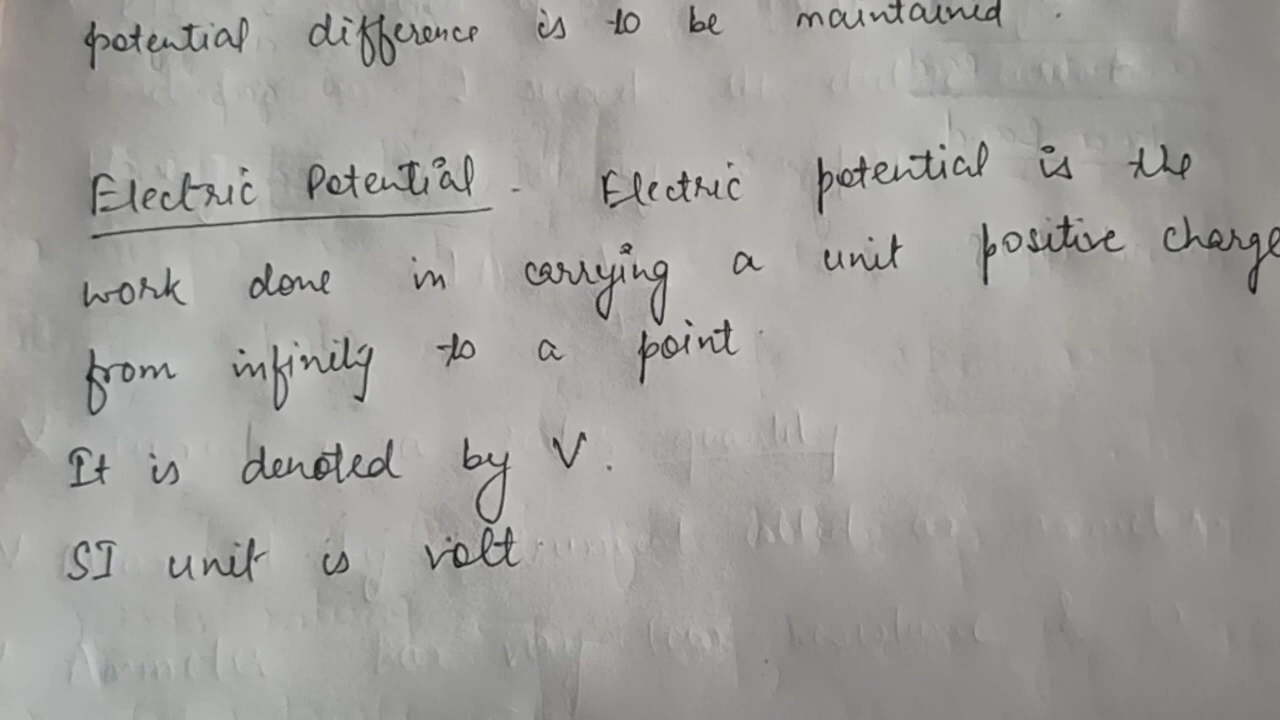 potential difference is to be maintained.
Electric Potential - Electric potential is the
work done in carrying a unit positive charge
from infinity to a point
It is denoted by V.
SI unit is volt